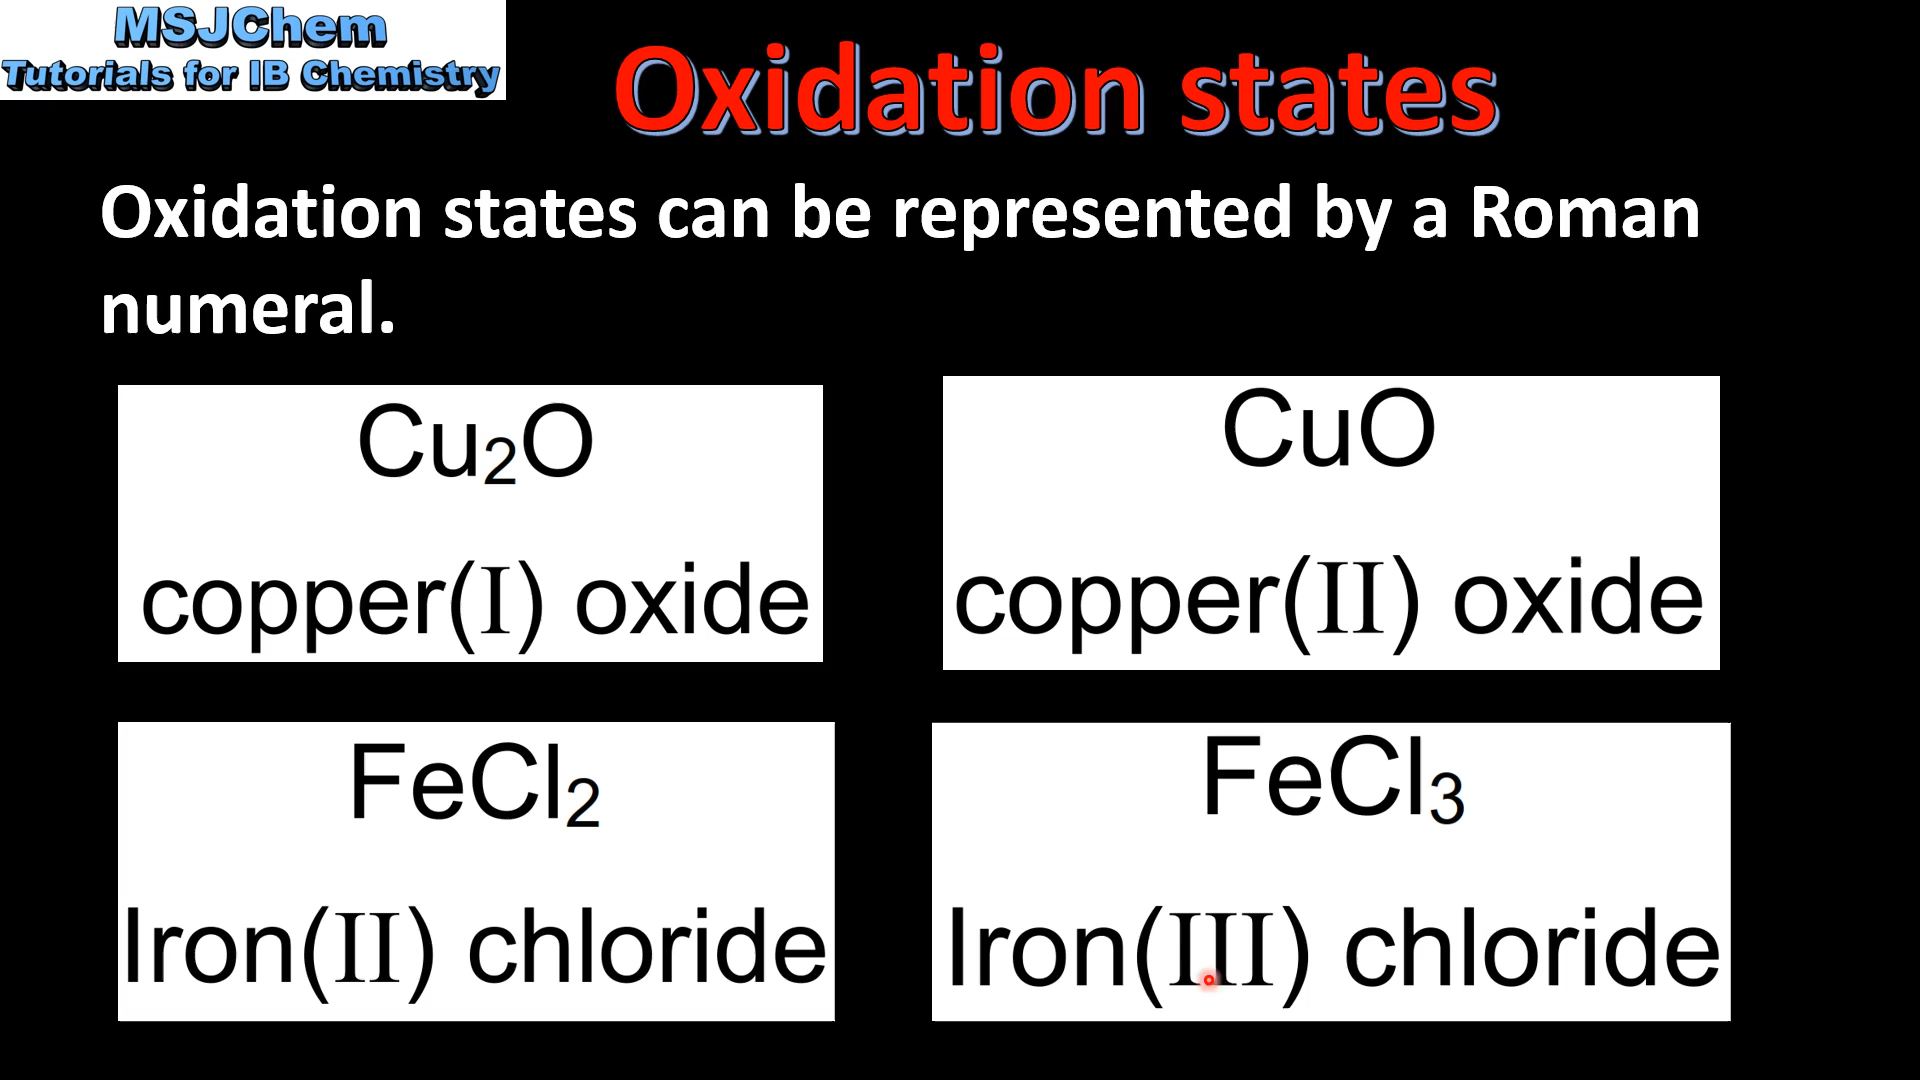 MSJChem
Tutorials for IB Chemistry
Oxidation states
Oxidation states can be represented by a Roman
numeral.
Cu₂O
copper(I) oxide
CuO
copper(II) oxide
FeCl₂
Iron(II) chloride
FeCl₃
Iron(III) chloride